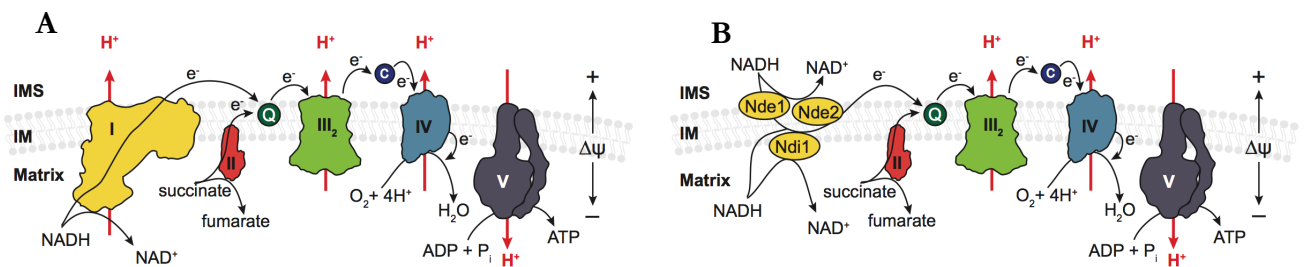 A
H⁺
H⁺
H⁺
e⁻
e⁻
e⁻
C
e⁻
IMS
IM
Matrix
I
e⁻
Q
II
III₂
IV
e⁻
V
+
Δψ
−
succinate
fumarate
O₂+ 4H⁺
H₂O
NADH
NAD⁺
ADP + Pᵢ
ATP
H⁺
B
H⁺
H⁺
NADH
NAD⁺
e⁻
e⁻
e⁻
C
e⁻
IMS
IM
Matrix
Nde1
Nde2
Ndi1
e⁻
Q
II
III₂
IV
e⁻
V
+
Δψ
−
succinate
fumarate
O₂+ 4H⁺
H₂O
NADH
NAD⁺
ADP + Pᵢ
ATP
H⁺